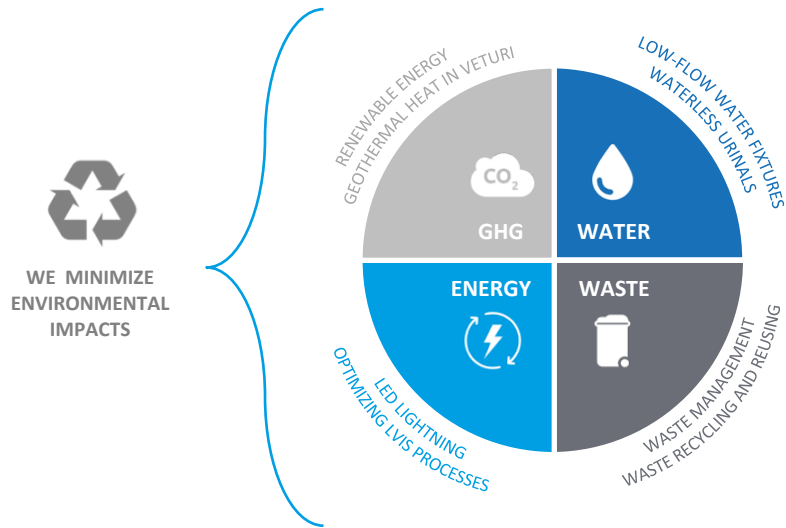 WE MINIMIZE
ENVIRONMENTAL
IMPACTS
RENEWABLE ENERGY
GEOTHERMAL HEAT IN VETURI
CO2
GHG
LOW-FLOW WATER FIXTURES
WATERLESS URINALS
WATER
ENERGY
LED LIGHTNING
OPTIMIZING LVIS PROCESSES
WASTE
WASTE MANAGEMENT
WASTE RECYCLING AND REUSING